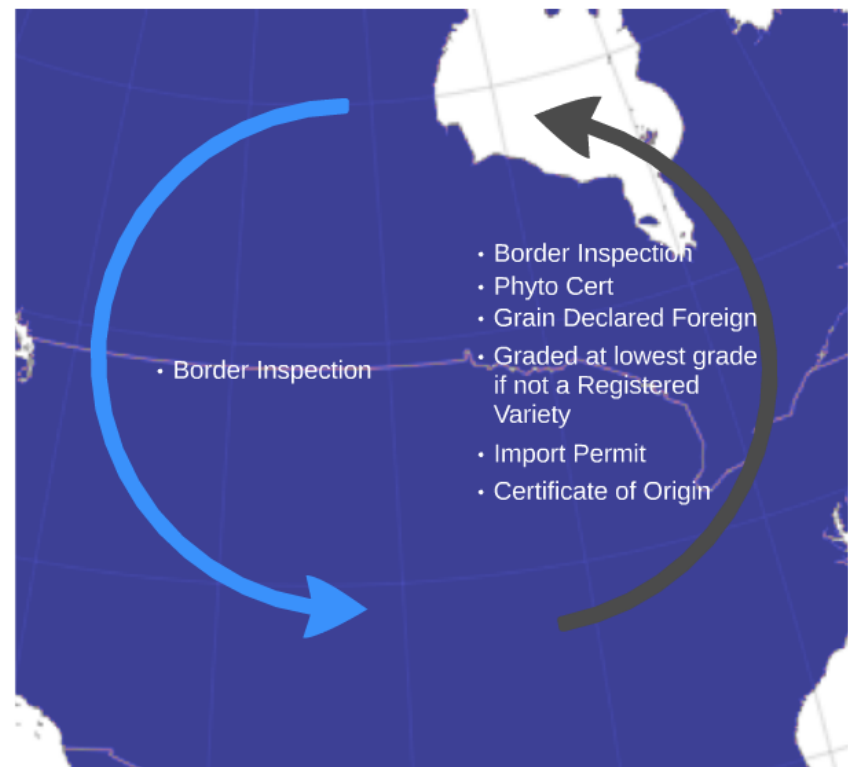 • Border Inspection
• Border Inspection
• Phyto Cert
• Grain Declared Foreign
• Graded at lowest grade
if not a Registered
Variety
• Import Permit
• Certificate of Origin